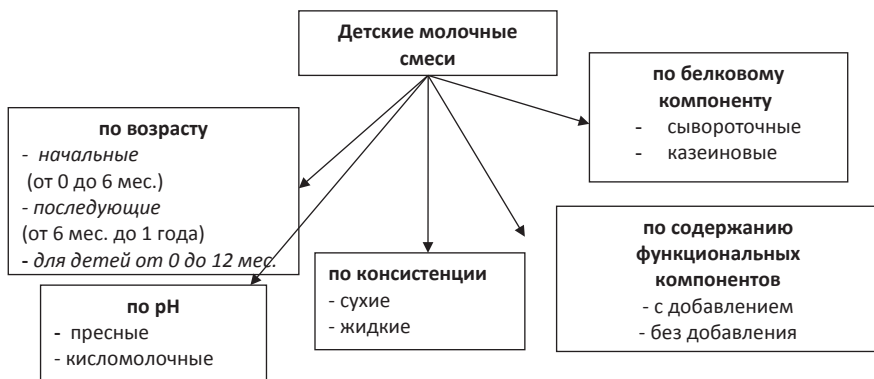 Детские молочные
смеси
по возрасту
- начальные
(от 0 до 6 мес.)
- последующие
(от 6 мес. до 1 года)
- для детей от 0 до 12 мес.
по рН
- пресные
- кисломолочные
по консистенции
- сухие
- жидкие
по белковому
компоненту
- сывороточные
- казеиновые
по содержанию
функциональных
компонентов
- с добавлением
- без добавления